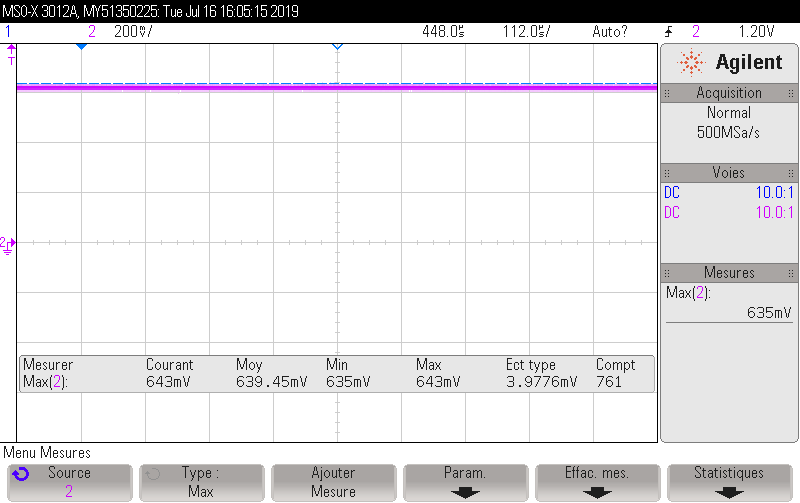 MSO-X 3012A, MY51350225: Tue Jul 16 16:05:15 2019
1 2 200mV/ 448.0s 112.0s/ Auto? 2 1.20V
Agilent
Acquisition
Normal
500MSa/s
Voies
DC 10.0:1
DC 10.0:1
Mesures
Max(2):
635mV
T
2
Mesurer Courant Moy Min Max Ect type Compt
Max(2): 643mV 639.45mV 635mV 643mV 3.9776mV 761
Menu Mesures
Source
2
Type :
Max
Ajouter
Mesure
Param.
Effac. mes.
Statistiques